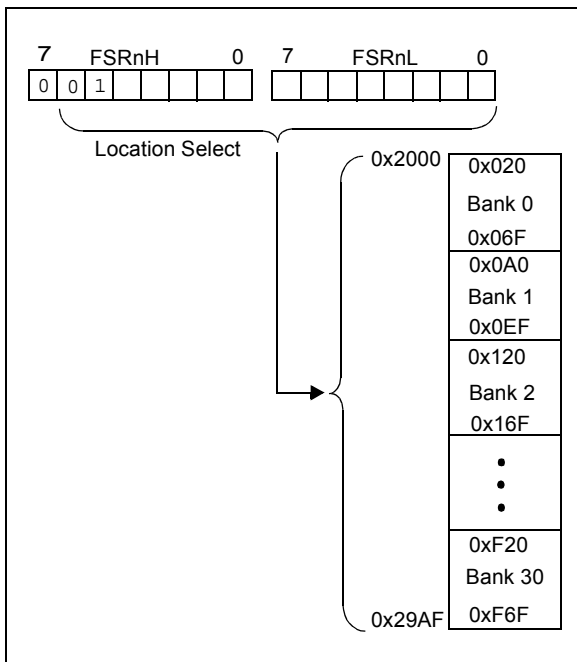 7 FSRnH 0 7 FSRnL 0
0 0 1
Location Select
0x2000
0x020
Bank 0
0x06F
0x0A0
Bank 1
0x0EF
0x120
Bank 2
0x16F
0xF20
Bank 30
0xF6F
0x29AF